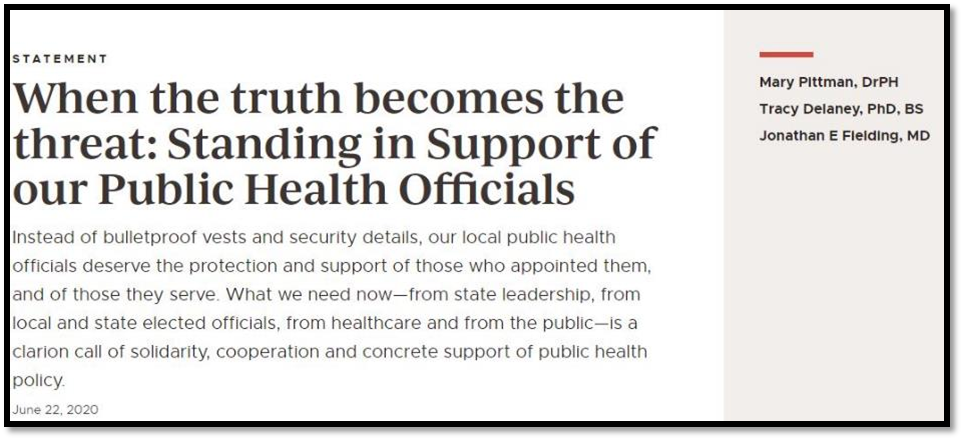 STATEMENT
When the truth becomes the
threat: Standing in Support of
our Public Health Officials
Instead of bulletproof vests and security details, our local public health
officials deserve the protection and support of those who appointed them,
and of those they serve. What we need now—from state leadership, from
local and state elected officials, from healthcare and from the public—is a
clarion call of solidarity, cooperation and concrete support of public health
policy.
June 22, 2020
Mary Pittman, DrPH
Tracy Delaney, PhD, BS
Jonathan E Fielding, MD